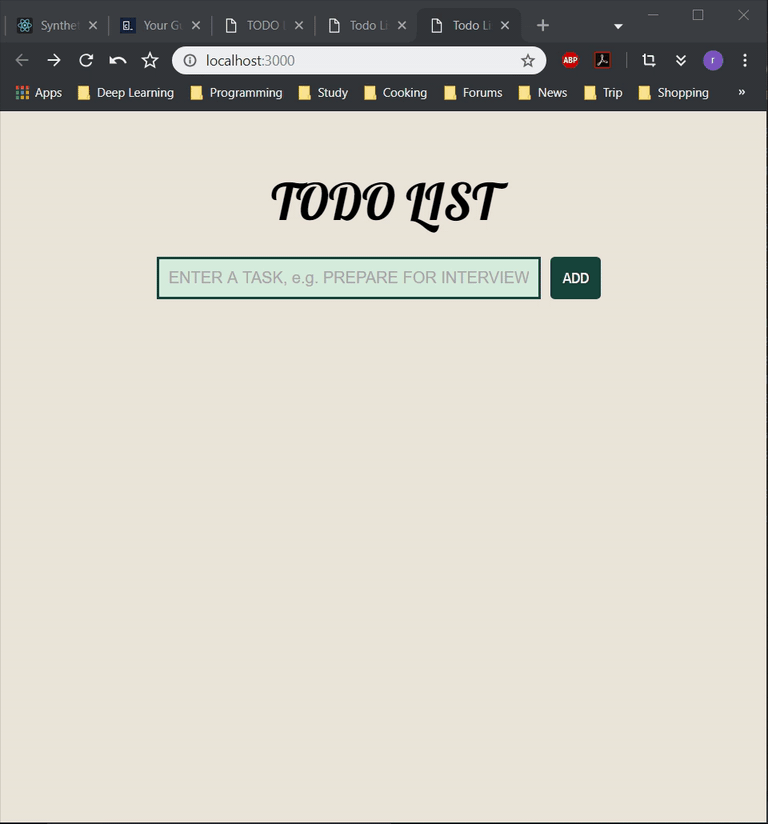 Synthe
Your Gu
TODO L
Todo Li
Todo Li
localhost:3000
ABP
r
Apps
Deep Learning
Programming
Study
Cooking
Forums
News
Trip
Shopping
»
TODO LIST
ENTER A TASK, e.g. PREPARE FOR INTERVIEW
ADD